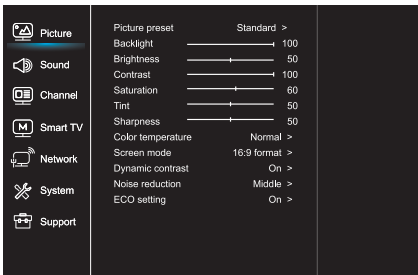 Picture
Sound
Channel
Smart TV
Network
System
Support
Picture preset Standard >
Backlight 100
Brightness 50
Contrast 100
Saturation 60
Tint 50
Sharpness 50
Color temperature Normal >
Screen mode 16:9 format >
Dynamic contrast On >
Noise reduction Middle >
ECO setting On >